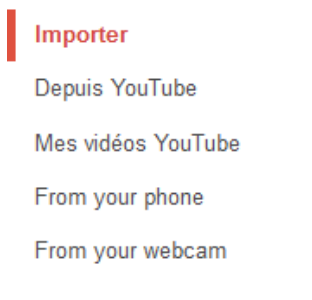 Importer
Depuis YouTube
Mes vidéos YouTube
From your phone
From your webcam